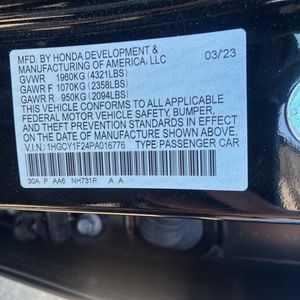 MFD. BY HONDA DEVELOPMENT & 03/23
MANUFACTURING OF AMERICA, LLC
GVWR 1960KG (4321LBS)
GAWR F 1070KG (2358LBS)
GAWR R 950KG (2094LBS)
THIS VEHICLE CONFORMS TO ALL APPLICABLE
FEDERAL MOTOR VEHICLE SAFETY, BUMPER,
AND THEFT PREVENTION STANDARDS IN EFFECT
ON THE DATE OF MANUFACTURE SHOWN ABOVE.
V.I.N.:1HGCY1F24PA016776 TYPE:PASSENGER CAR
30A P AA6 NH731P A A